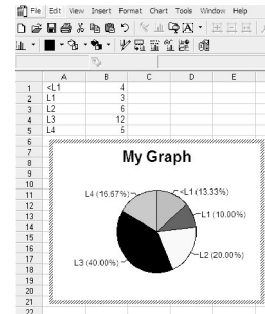 File Edit View Insert Format Chart Tools Window Help
A B C D E
1 <L1 4
2 L1 3
3 L2 6
4 L3 12
5 L4 5
6
7
8
9
10
11
12
13
14
15
16
17
18
19
20
21
22
My Graph
L4 (16.67%)
<L1 (13.33%)
L1 (10.00%)
L2 (20.00%)
L3 (40.00%)